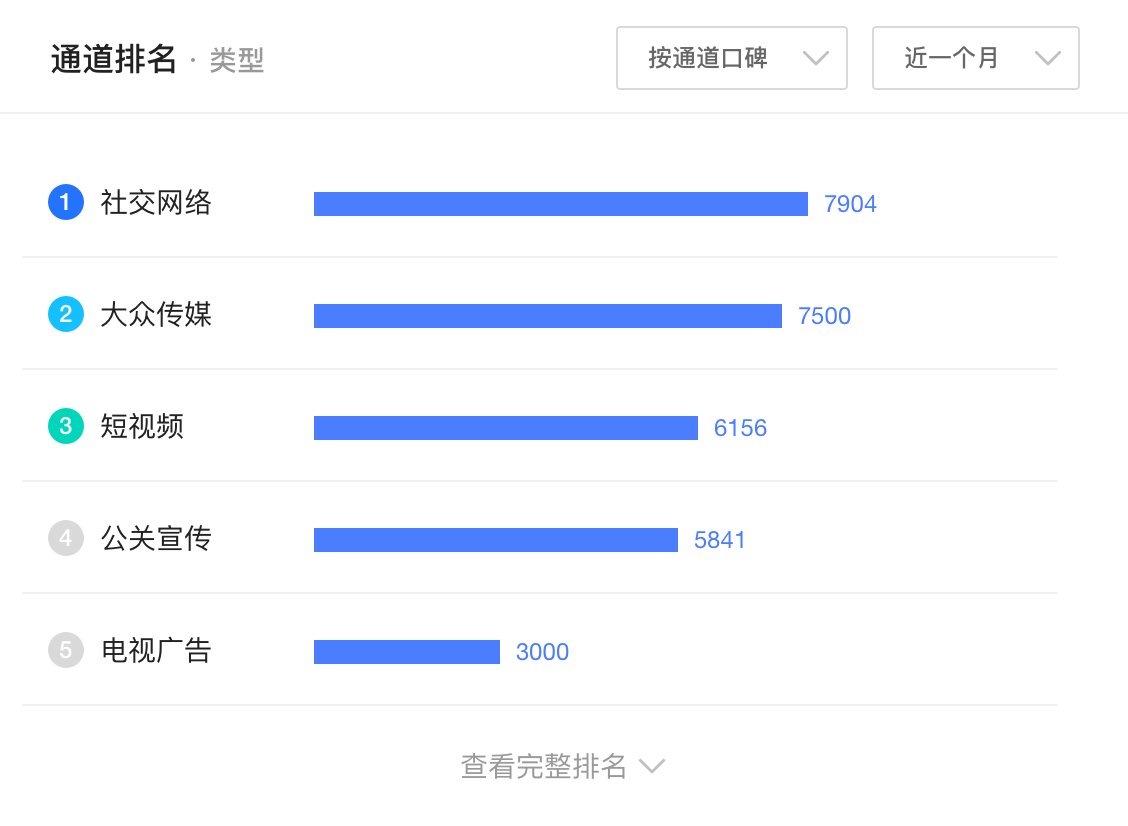 通道排名 · 类型
按通道口碑
近一个月
1 社交网络 7904
2 大众传媒 7500
3 短视频 6156
4 公关宣传 5841
5 电视广告 3000
查看完整排名